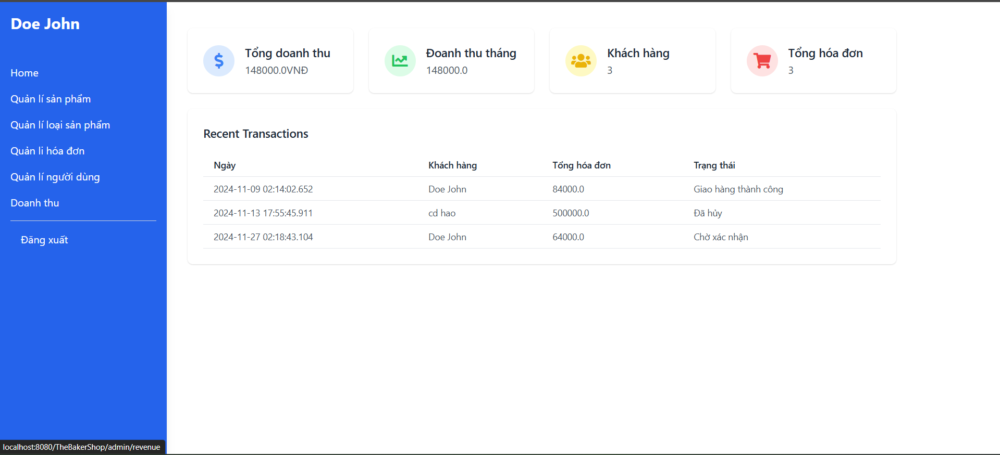 Doe John
Home
Quản lí sản phẩm
Quản lí loại sản phẩm
Quản li hóa đơn
Quản lí người dùng
Doanh thu
Đăng xuất
Tổng doanh thu
148000.0VNĐ
Đoanh thu tháng
148000.0
Khách hàng
3
Tổng hóa đơn
3
Recent Transactions
Ngày Khách hàng Tổng hóa đơn Trạng thái
2024-11-09 02:14:02.652 Doe John 84000.0 Giao hàng thành công
2024-11-13 17:55:45.911 cd hao 500000.0 Đã hủy
2024-11-27 02:18:43.104 Doe John 64000.0 Chờ xác nhận
localhost:8080/TheBakerShop/admin/revenue